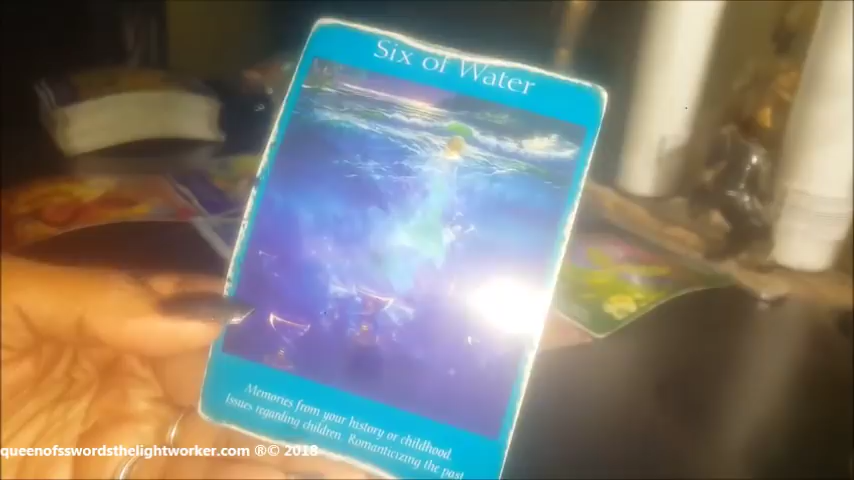 Six of Water
Memories from your history or childhood.
Issues regarding children. Romanticizing the past
queenofsswordsthelightworker.com ®© 2018